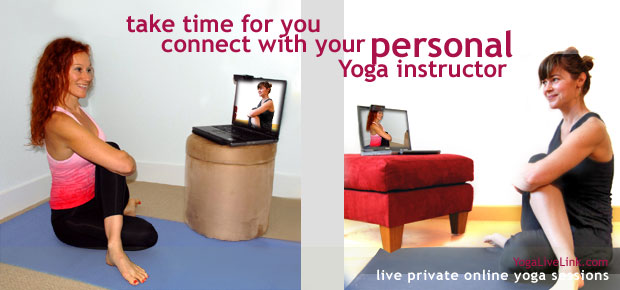 take time for you
connect with your personal
Yoga instructor
YogaLiveLink.com
live private online yoga sessions